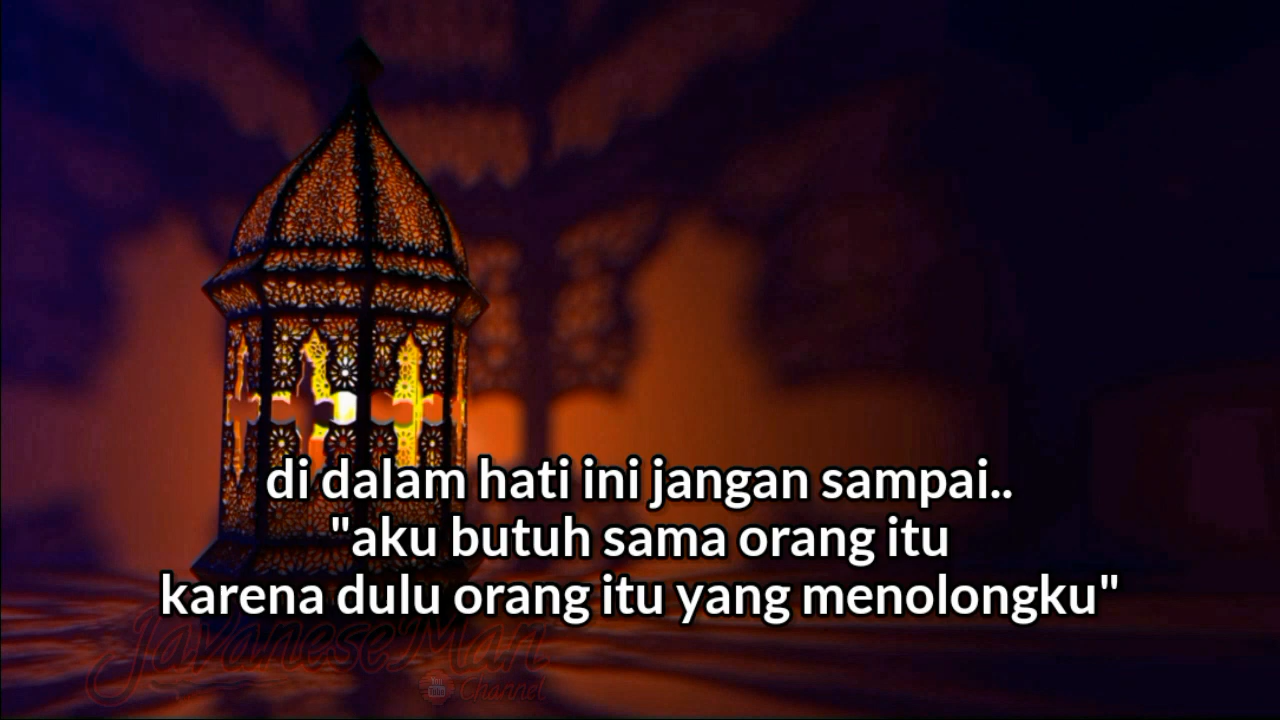 di dalam hati ini jangan sampai..
"aku butuh sama orang itu
karena dulu orang itu yang menolongku"
JavaneseMan
Channel